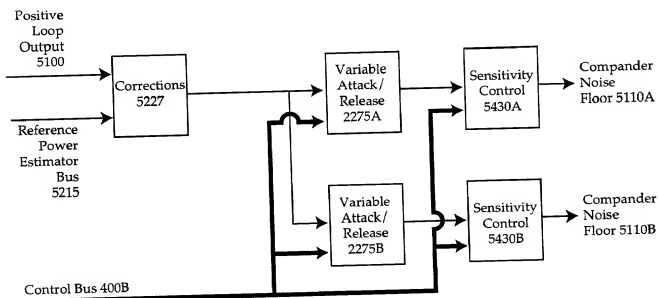 Positive
Loop
Output
5100
Corrections
5227
Reference
Power
Estimator
Bus
5215
Variable
Attack/
Release
2275A
Sensitivity
Control
5430A
Compander
Noise
Floor 5110A
Variable
Attack/
Release
2275B
Sensitivity
Control
5430B
Compander
Noise
Floor 5110B
Control Bus 400B